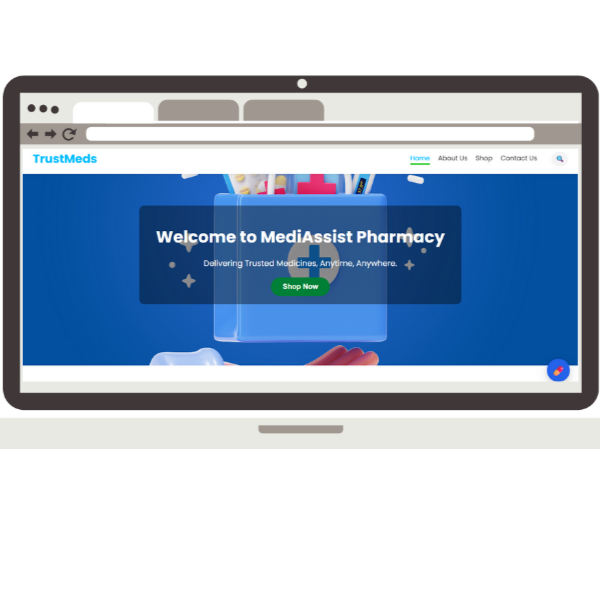 TrustMeds
Home About Us Shop Contact Us
Welcome to MediAssist Pharmacy
Delivering Trusted Medicines, Anytime, Anywhere.
Shop Now